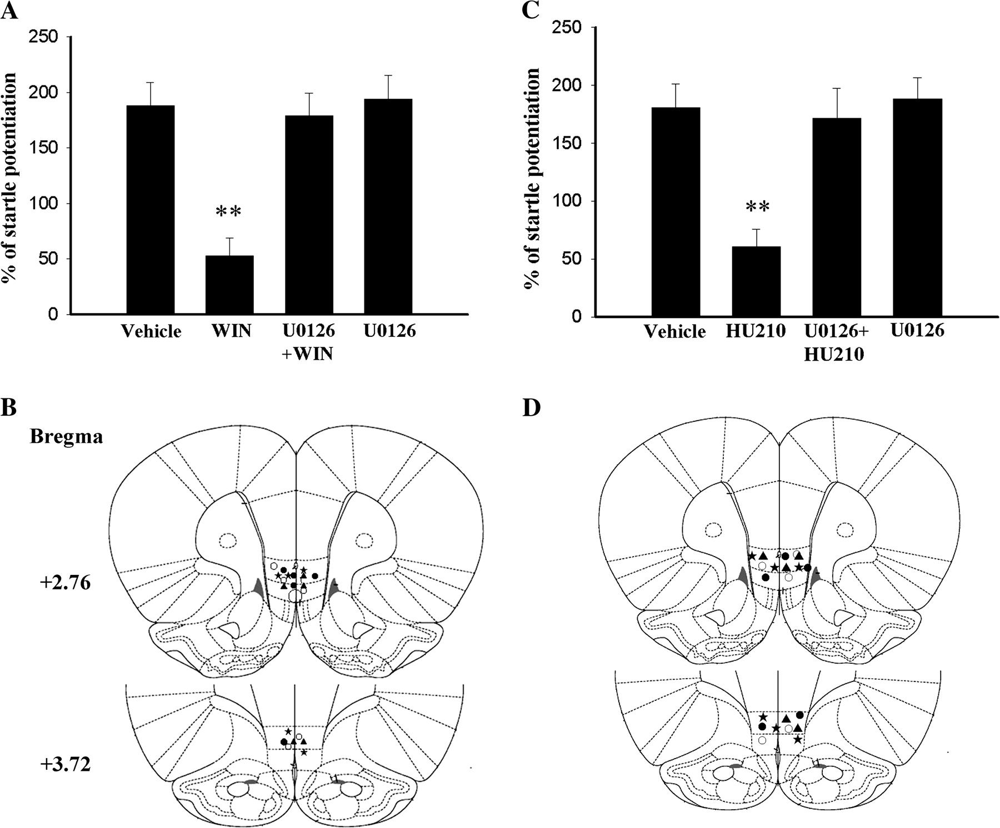 A
% of startle potentiation
250
200
150
100
50
0
**
Vehicle
WIN
U0126
+WIN
U0126
C
% of startle potentiation
250
200
150
100
50
0
**
Vehicle
HU210
U0126+
HU210
U0126
B
Bregma
+2.76
+3.72
D